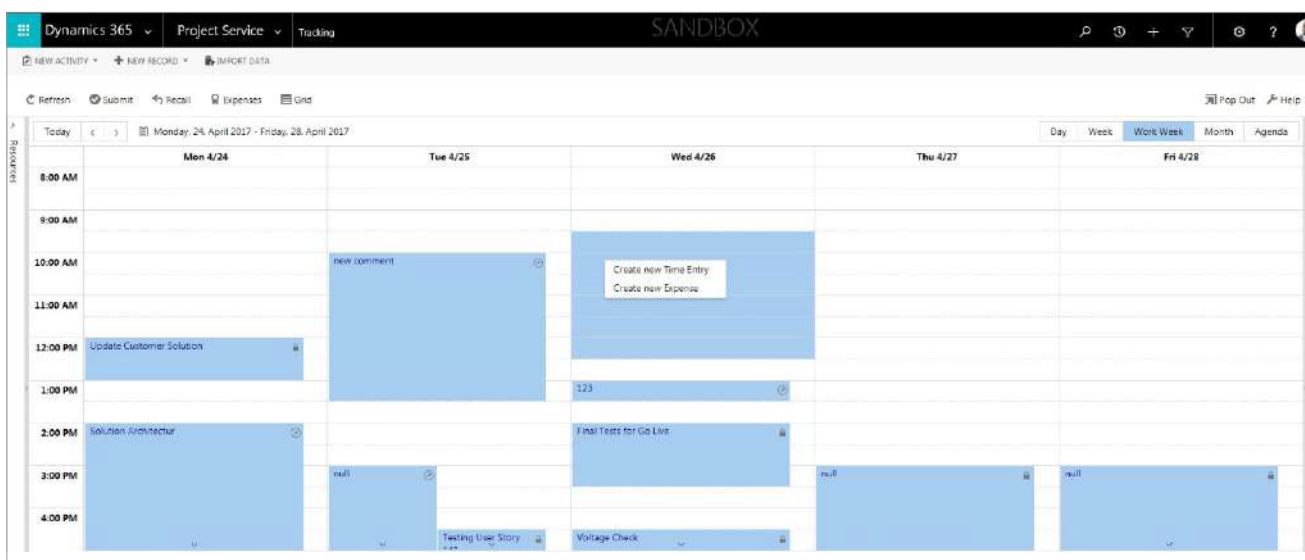 Dynamics 365 Project Service Tracking SANDBOX ?
NEW ACTIVITY NEW RECORD IMPORT DATA
Refresh Submit Recall Expenses Grid Pop Out Help
Resources
Today Monday, 24. April 2017 - Friday, 28. April 2017 Day Week Work Week Month Agenda
Mon 4/24 Tue 4/25 Wed 4/26 Thu 4/27 Fri 4/28
8:00 AM
9:00 AM
10:00 AM new comment
Create new Time Entry
Create new Expense
11:00 AM
12:00 PM Update Customer Solution
1:00 PM 123
2:00 PM Solution Architectur Final Tests for Go Live
3:00 PM null null null
4:00 PM
Testing User Story Voltage Check